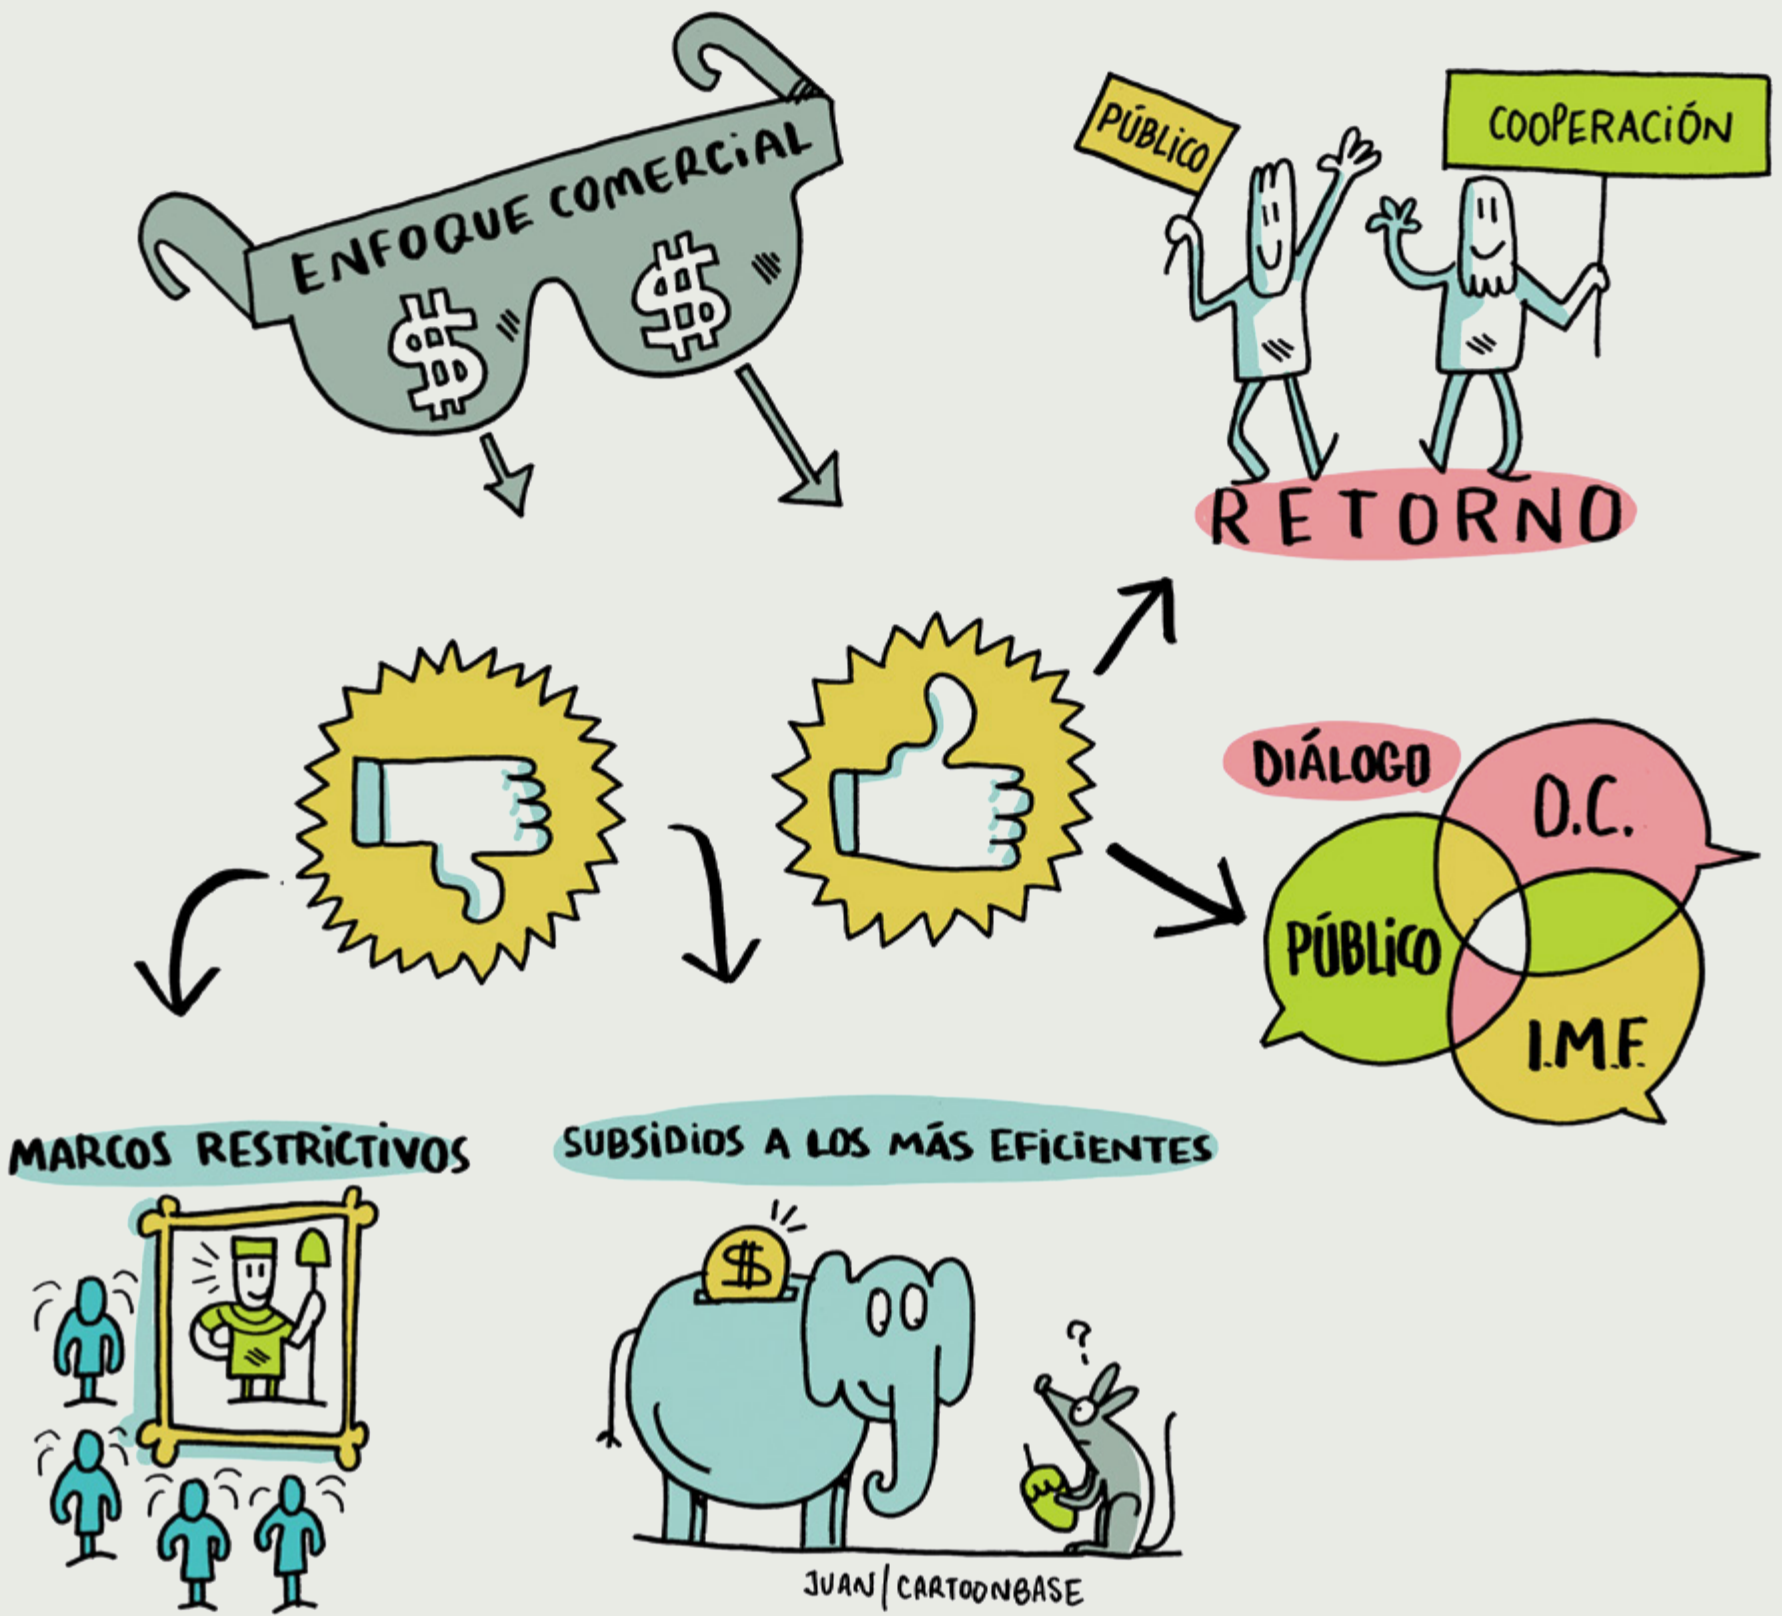 ENFOQUE COMERCIAL
$ $
PÚBLICO
COOPERACIÓN
RETORNO
DIÁLOGO
O.C.
PÚBLICO
I.M.F.
MARCOS RESTRICTIVOS
SUBSIDIOS A LOS MÁS EFICIENTES
$
?
JUAN/CARTOONBASE